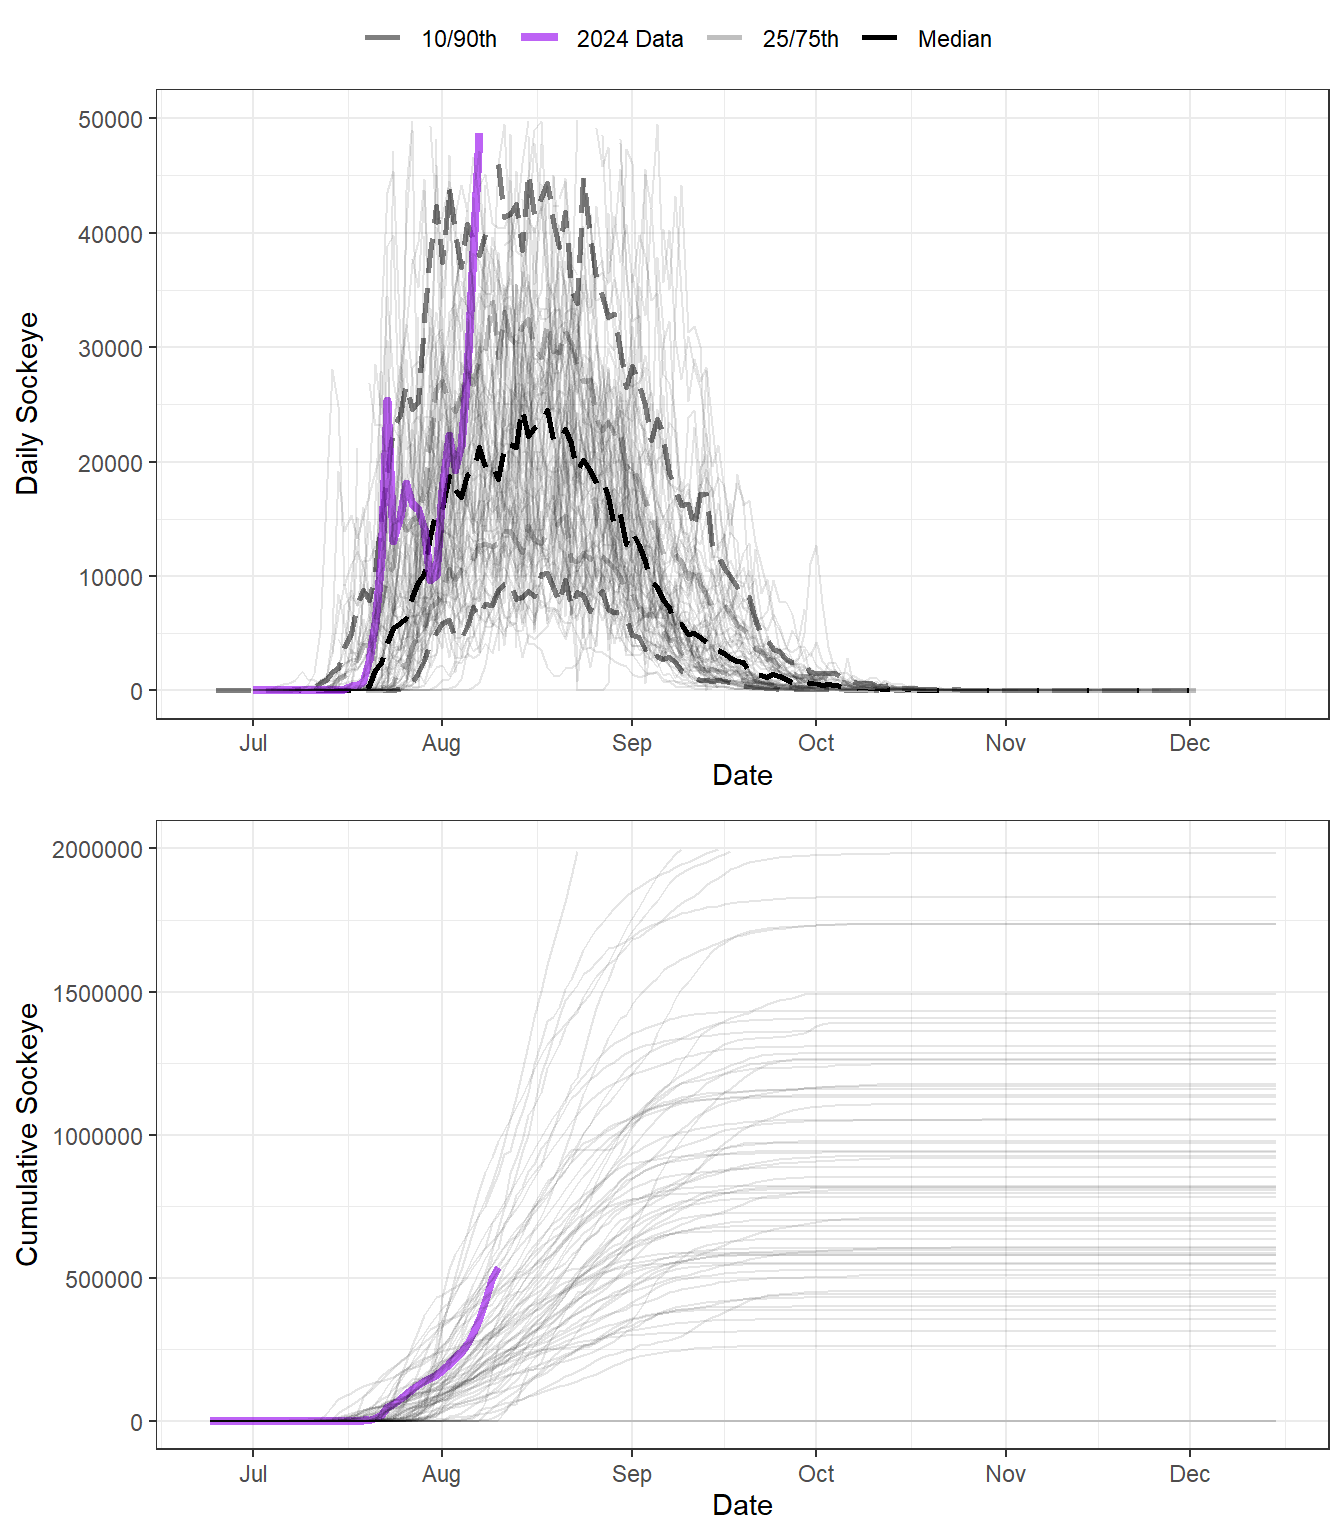 10/90th 2024 Data 25/75th Median
50000
40000
30000
20000
10000
0
Daily Sockeye
Jul Aug Sep Oct Nov Dec
Date
2000000
1500000
1000000
500000
0
Cumulative Sockeye
Jul Aug Sep Oct Nov Dec
Date